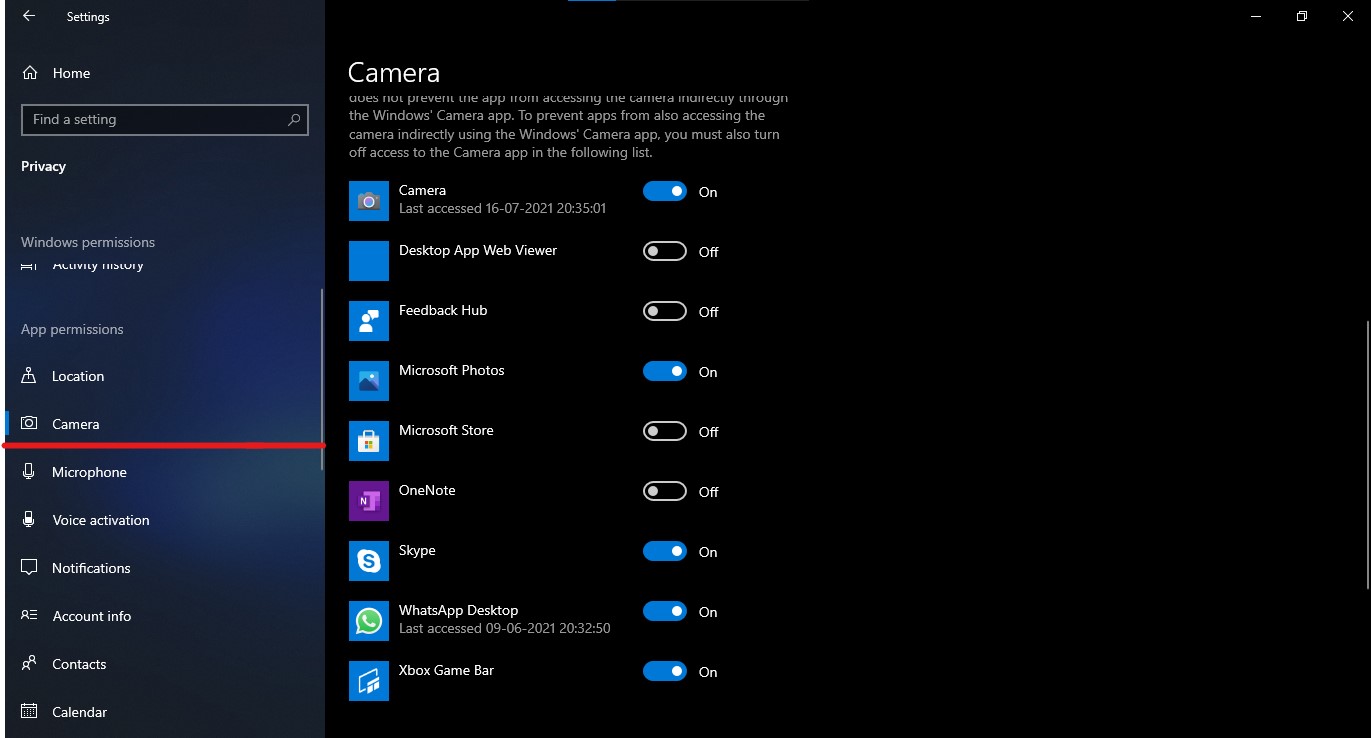 Settings
Home
Find a setting
Privacy
Windows permissions
Activity history
App permissions
Location
Camera
Microphone
Voice activation
Notifications
Account info
Contacts
Calendar
Camera
does not prevent the app from accessing the camera indirectly through
the Windows' Camera app. To prevent apps from also accessing the
camera indirectly using the Windows' Camera app, you must also turn
off access to the Camera app in the following list.
Camera On
Last accessed 16-07-2021 20:35:01
Desktop App Web Viewer Off
Feedback Hub Off
Microsoft Photos On
Microsoft Store Off
N
OneNote Off
S
Skype On
WhatsApp Desktop On
Last accessed 09-06-2021 20:32:50
Xbox Game Bar On